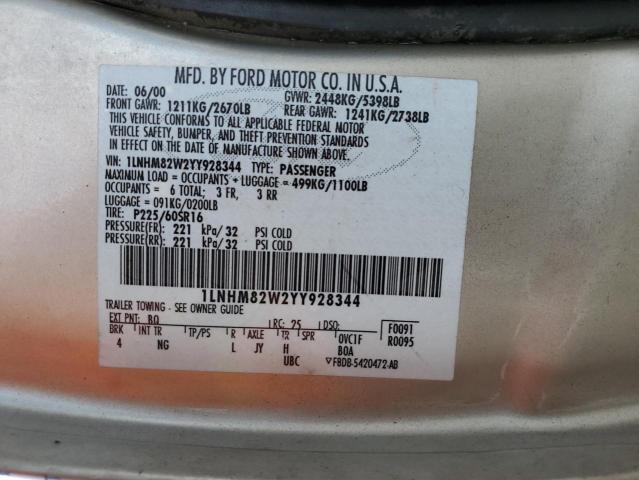 MFD. BY FORD MOTOR CO. IN U.S.A.
DATE: 06/00 GVWR: 2448KG/5398LB
FRONT GAWR: 1211KG/2670LB REAR GAWR: 1241KG/2738LB
THIS VEHICLE CONFORMS TO ALL APPLICABLE FEDERAL MOTOR
VEHICLE SAFETY, BUMPER, AND THEFT PREVENTION STANDARDS
IN EFFECT ON THE DATE OF MANUFACTURE SHOWN ABOVE.
VIN: 1LNHM82W2YY928344 TYPE: PASSENGER
MAXIMUM LOAD = OCCUPANTS + LUGGAGE = 499KG/1100LB
OCCUPANTS = 6 TOTAL; 3 FR, 3 RR
LUGGAGE = 091KG/0200LB
TIRE: P225/60SR16
PRESSURE(FR): 221 kPa/ 32 PSI COLD
PRESSURE(RR): 221 kPa/ 32 PSI COLD
1LNHM82W2YY928344
TRAILER TOWING - SEE OWNER GUIDE
EXT PNT: BQ RC: 75 DSO: F0091
BRK INT TR TP/PS R AXLE TR SPR OVC1F R0095
4 NG L JY H BOA
UBC ▽F8DB-5420472-AB